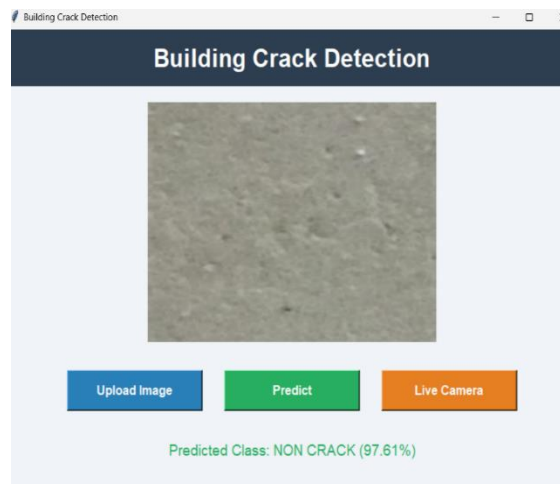 Building Crack Detection
Building Crack Detection
Upload Image
Predict
Live Camera
Predicted Class: NON CRACK (97.61%)